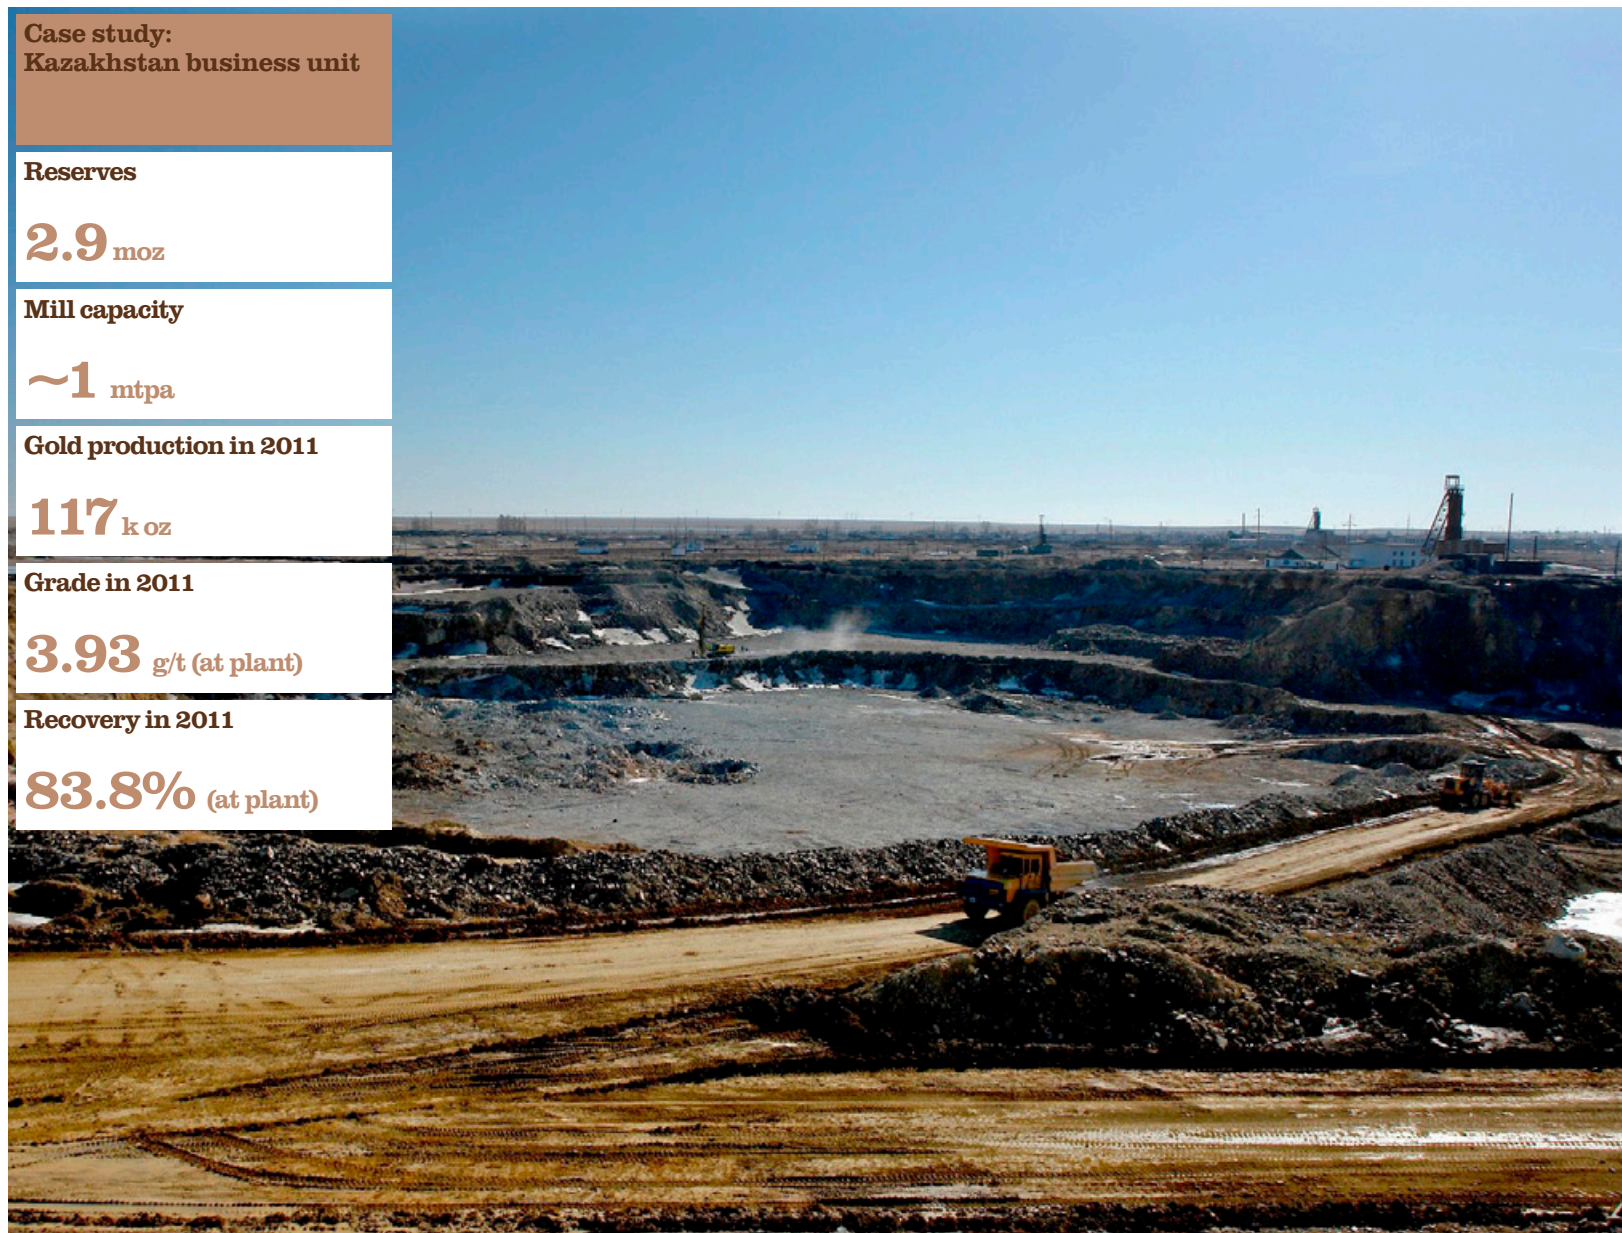 Case study:
Kazakhstan business unit
Reserves
2.9 moz
Mill capacity
~1 mtpa
Gold production in 2011
117 k oz
Grade in 2011
3.93 g/t (at plant)
Recovery in 2011
83.8% (at plant)